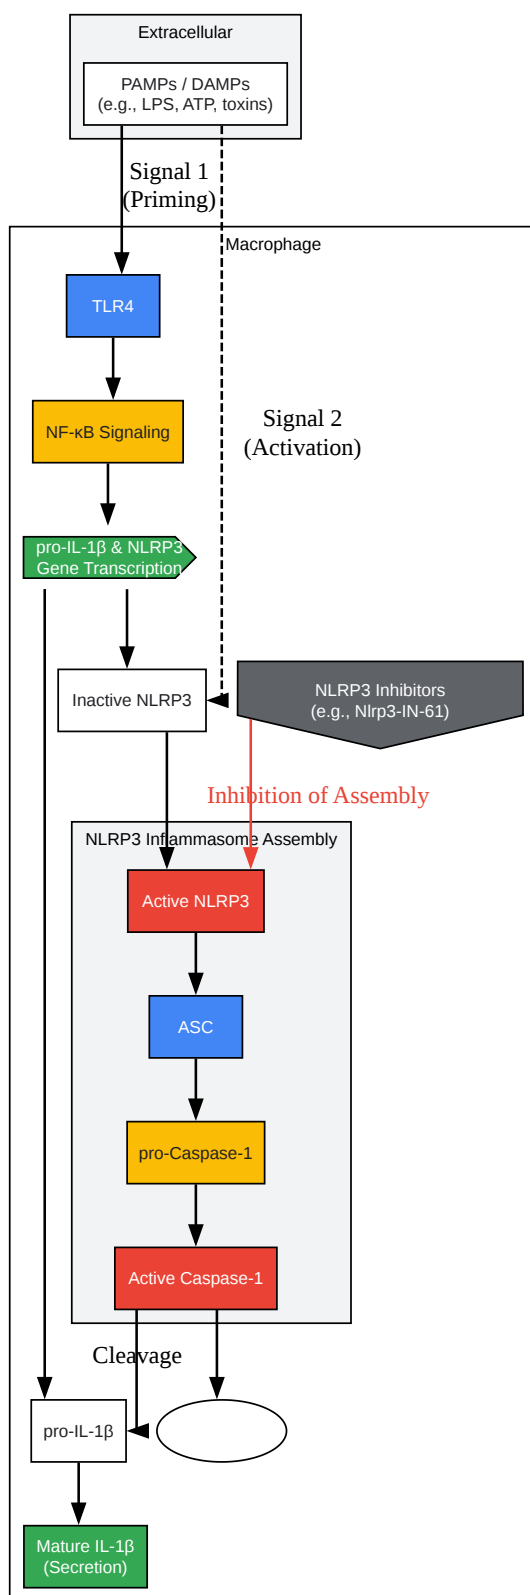 Extracellular
PAMPs / DAMPs
(e.g., LPS, ATP, toxins)
Signal 1
(Priming)
Macrophage
TLR4
NF-κB Signaling
Signal 2
(Activation)
pro-IL-1β & NLRP3
Gene Transcription
Inactive NLRP3
NLRP3 Inhibitors
(e.g., Nlrp3-IN-61)
Inhibition of Assembly
NLRP3 Inflammasome Assembly
Active NLRP3
ASC
pro-Caspase-1
Active Caspase-1
Cleavage
pro-IL-1β
Mature IL-1β
(Secretion)